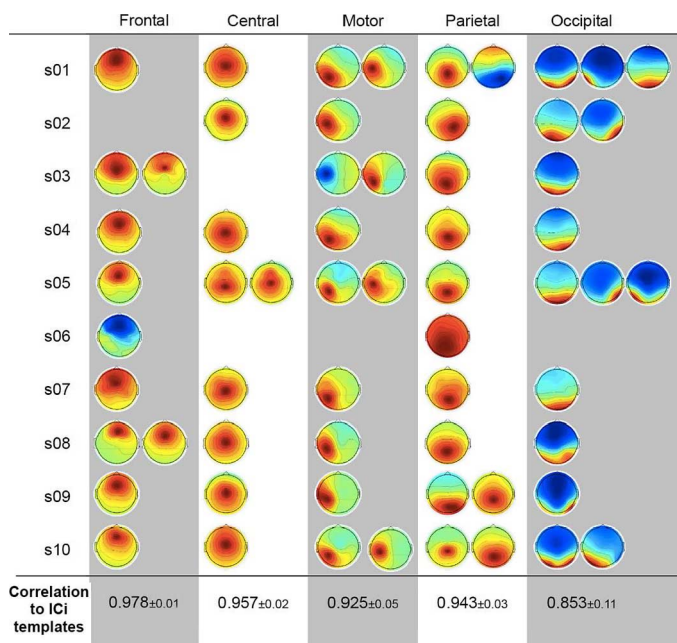 Frontal Central Motor Parietal Occipital
s01
s02
s03
s04
s05
s06
s07
s08
s09
s10
Correlation
to ICi
templates
0.978±0.01 0.957±0.02 0.925±0.05 0.943±0.03 0.853±0.11